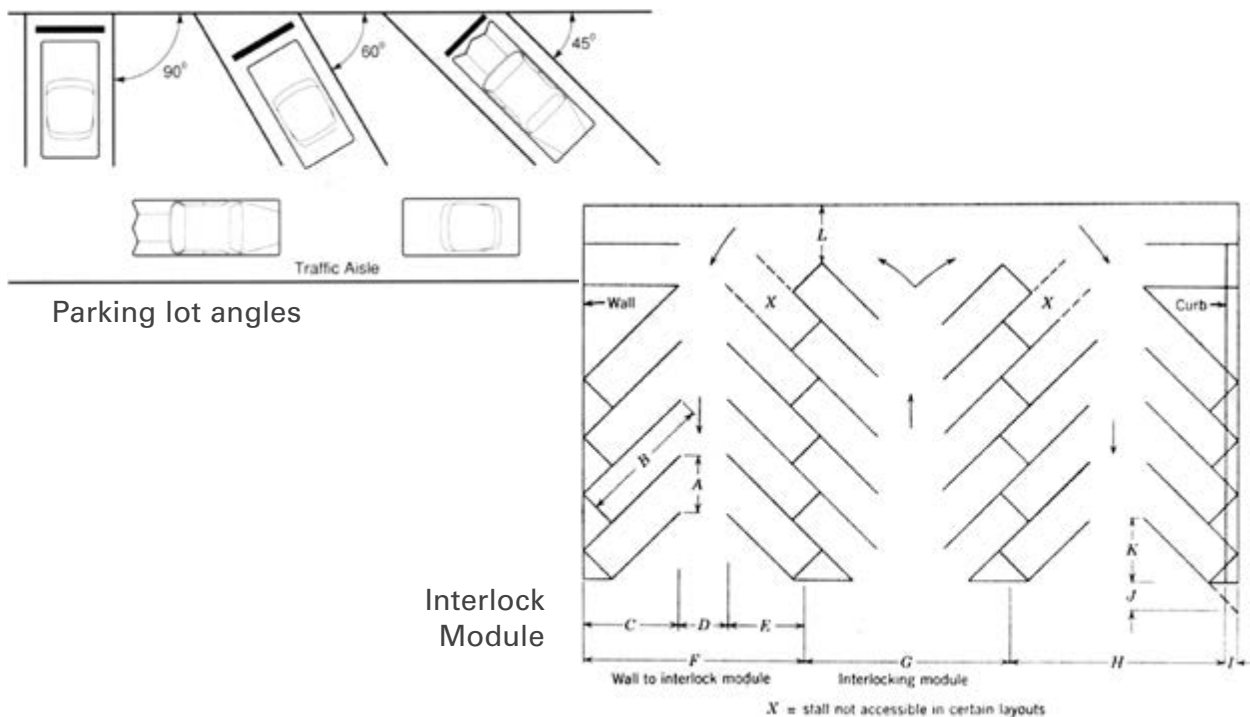 90°
60°
45°
Traffic Aisle
Parking lot angles
L
Wall
X
X
Curb
B
A
K
J
Interlock
Module
C
D
E
F
G
H
I
Wall to interlock module
Interlocking module
X = stall not accessible in certain layouts